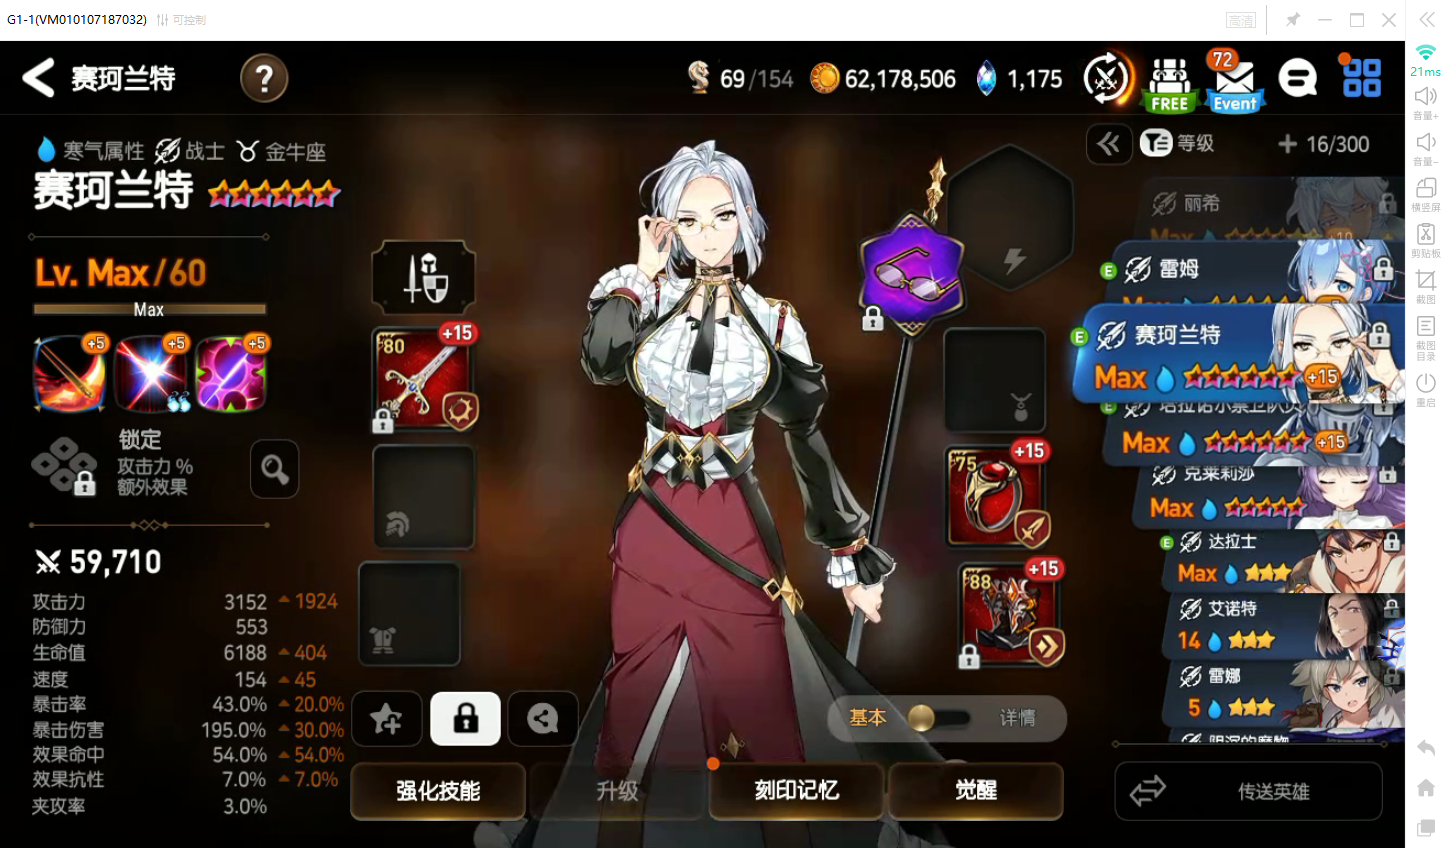 G1-1(VM010107187032) 可控制
高清
赛珂兰特
?
69/154
62,178,506
1,175
FREE
72
Event
21ms
音量+
音量-
横竖屏
剪贴板
截图
截图
目录
重启
寒气属性 战士 金牛座
赛珂兰特
Lv. Max/60
Max
+5
+5
+5
锁定
攻击力 %
额外效果
59,710
攻击力 3152 1924
防御力 553
生命值 6188 404
速度 154 45
暴击率 43.0% 20.0%
暴击伤害 195.0% 30.0%
效果命中 54.0% 54.0%
效果抗性 7.0% 7.0%
夹攻率 3.0%
80
+15
75
+15
88
+15
基本
详情
强化技能
升级
刻印记忆
觉醒
等级
+ 16/300
丽希
Max
E
雷姆
Max
E
赛珂兰特
Max
+15
E
Max
+15
克莱莉莎
Max
E
达拉士
Max
艾诺特
14
雷娜
5
传送英雄